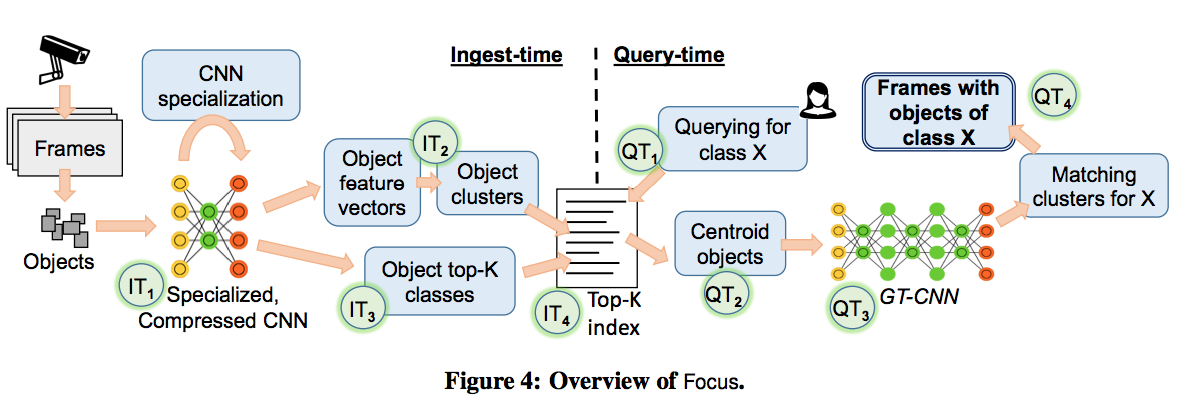 Ingest-time
Query-time
CNN
specialization
Frames
Objects
IT1
Specialized,
Compressed CNN
Object
feature
vectors
IT2
Object
clusters
IT3
Object top-K
classes
IT4
Top-K
index
QT1
Querying for
class X
Centroid
objects
QT2
QT3
GT-CNN
Matching
clusters for X
Frames with
objects of
class X
QT4
Figure 4: Overview of Focus.